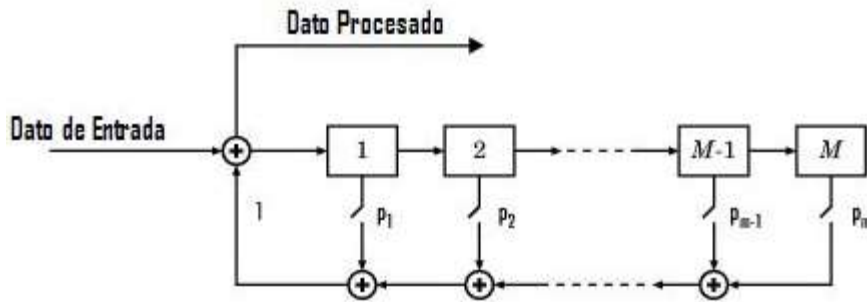 Dato Procesado
Dato de Entrada
1 2 M-1 M
1 p1 p2 pm-1